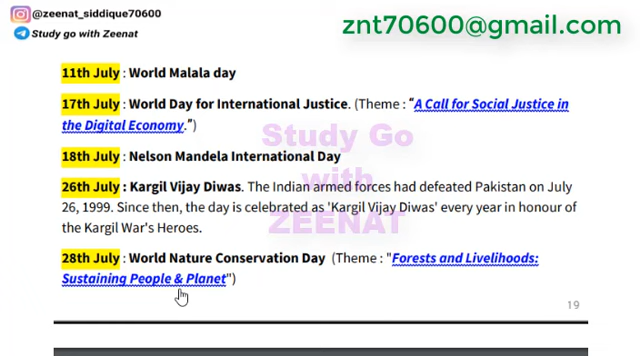 @zeenat_siddique70600
Study go with Zeenat
znt70600@gmail.com
11th July : World Malala day
17th July : World Day for International Justice. (Theme : "A Call for Social Justice in
the Digital Economy.")
18th July : Nelson Mandela International Day
26th July : Kargil Vijay Diwas. The Indian armed forces had defeated Pakistan on July
26, 1999. Since then, the day is celebrated as 'Kargil Vijay Diwas' every year in honour of
the Kargil War's Heroes.
28th July : World Nature Conservation Day (Theme : "Forests and Livelihoods:
Sustaining People & Planet")
Study Go
with
ZEENAT
19